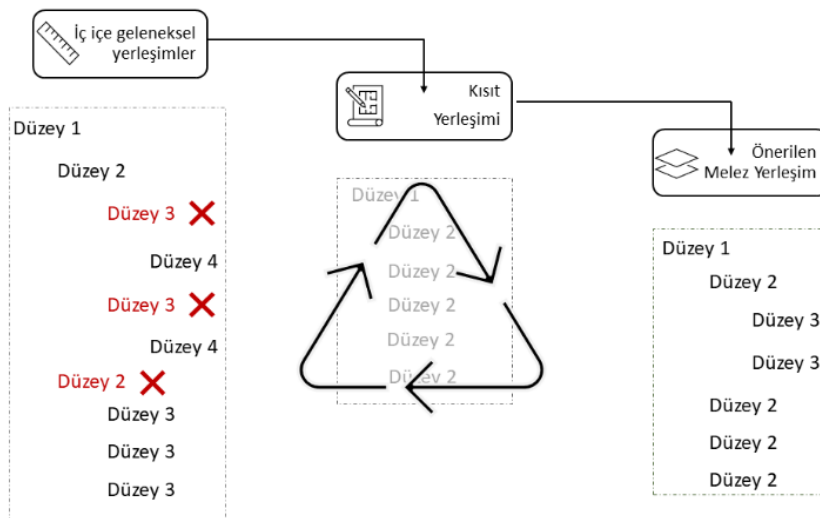 İç içe geleneksel
yerleşimler
Kısıt
Yerleşimi
Önerilen
Melez Yerleşim
Düzey 1
Düzey 2
Düzey 3
Düzey 4
Düzey 3
Düzey 4
Düzey 2
Düzey 3
Düzey 3
Düzey 3
Düzey 1
Düzey 2
Düzey 2
Düzey 2
Düzey 2
Düzey 2
Düzey 1
Düzey 2
Düzey 3
Düzey 3
Düzey 2
Düzey 2
Düzey 2